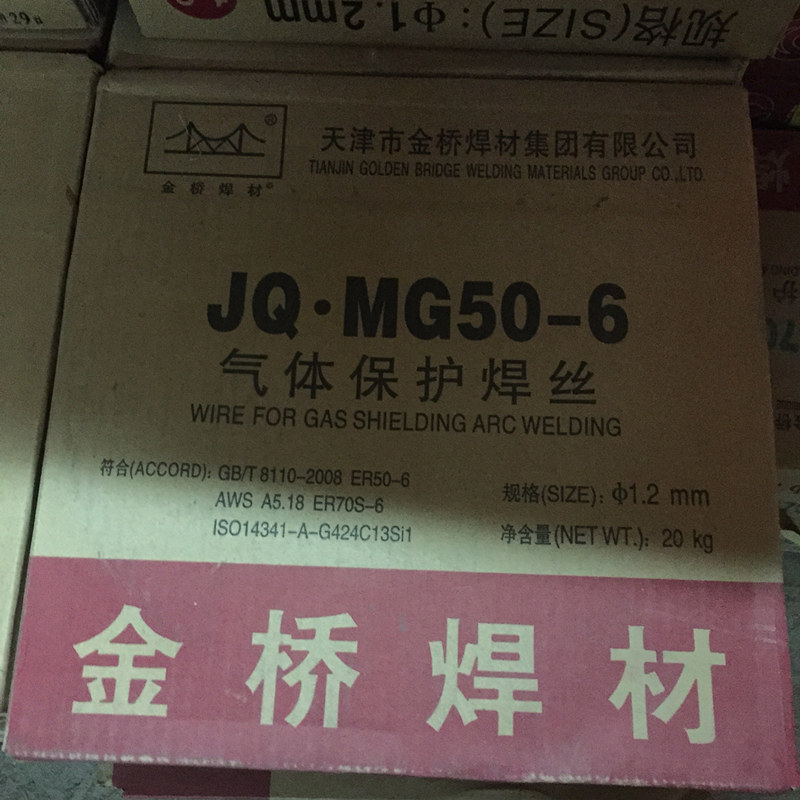 规格(SIZE)：Φ1.2mm
金桥焊材®
天津市金桥焊材集团有限公司
TIANJIN GOLDEN BRIDGE WELDING MATERIALS GROUP CO.,LTD.
JQ·MG50-6
气体保护焊丝
WIRE FOR GAS SHIELDING ARC WELDING
符合(ACCORD)：GB/T 8110-2008 ER50-6
AWS A5.18 ER70S-6
ISO14341-A-G424C13Si1
规格(SIZE)：Φ1.2 mm
净含量(NET WT.)：20 kg
金桥焊材